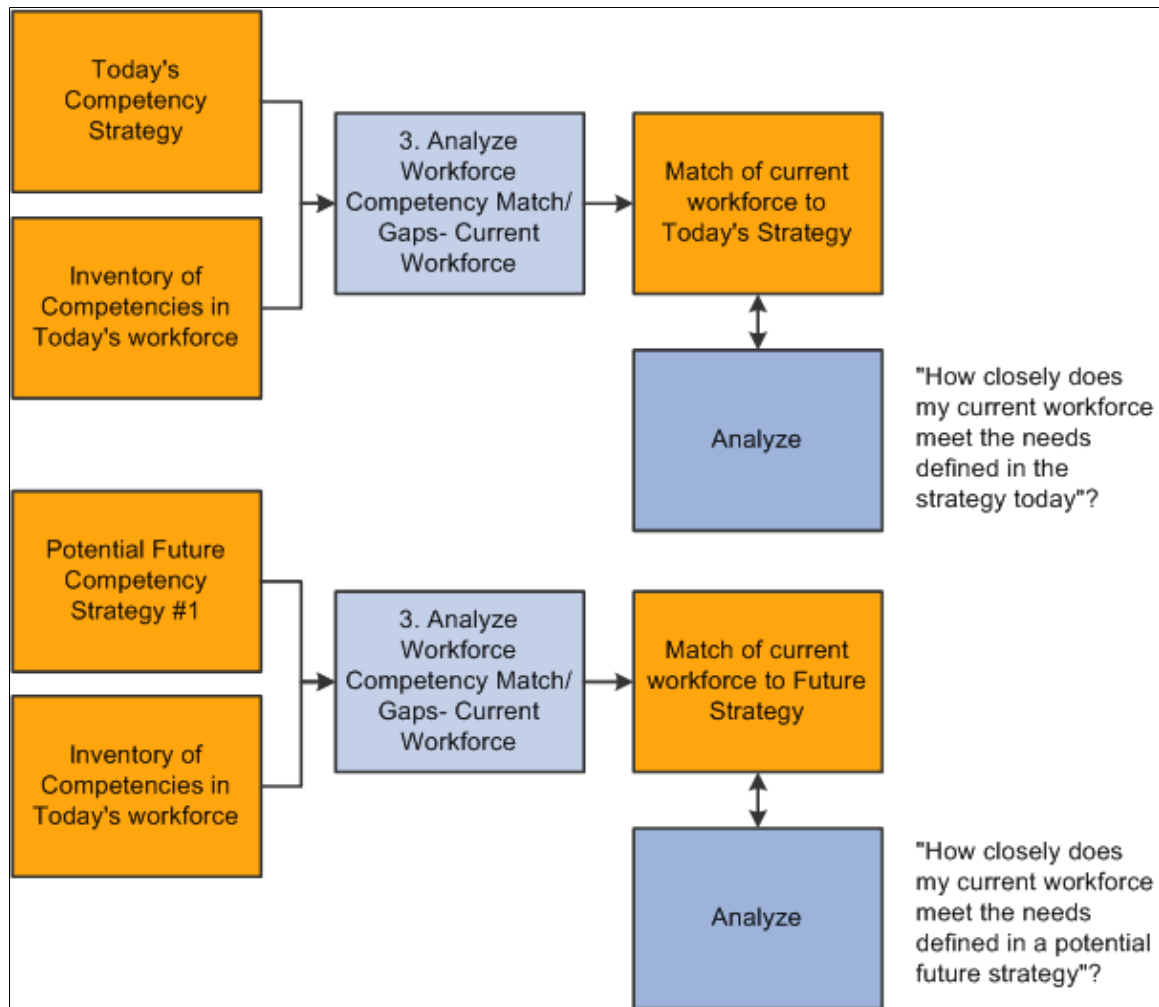 Today's
Competency
Strategy
Inventory of
Competencies in
Today's workforce
3. Analyze
Workforce
Competency Match/
Gaps- Current
Workforce
Match of current
workforce to
Today's Strategy
Analyze
"How closely does
my current workforce
meet the needs
defined in the
strategy today"?
Potential Future
Competency
Strategy #1
Inventory of
Competencies in
Today's workforce
3. Analyze
Workforce
Competency Match/
Gaps- Current
Workforce
Match of current
workforce to Future
Strategy
Analyze
"How closely does
my current workforce
meet the needs
defined in a potential
future strategy"?